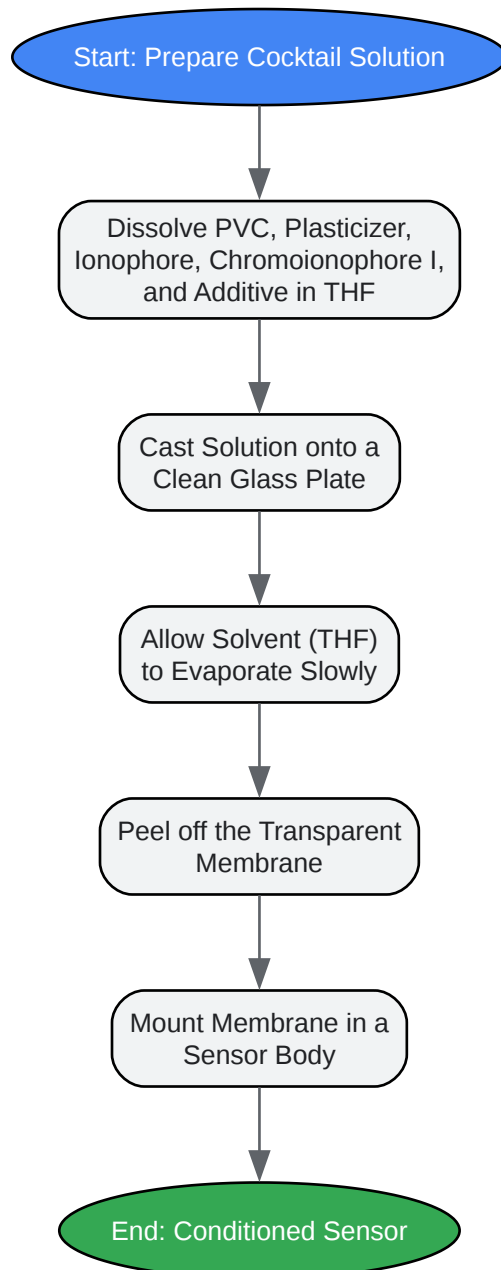 Start: Prepare Cocktail Solution
Dissolve PVC, Plasticizer,
Ionophore, Chromoionophore I,
and Additive in THF
Cast Solution onto a
Clean Glass Plate
Allow Solvent (THF)
to Evaporate Slowly
Peel off the Transparent
Membrane
Mount Membrane in a
Sensor Body
End: Conditioned Sensor